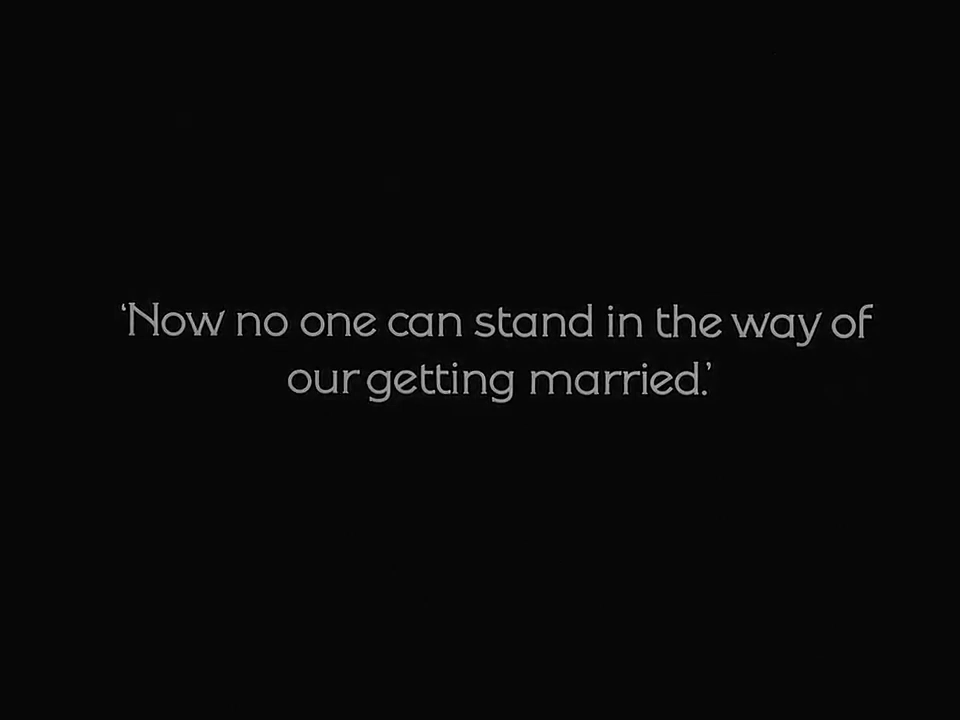 ‘Now no one can stand in the way of
our getting married.’